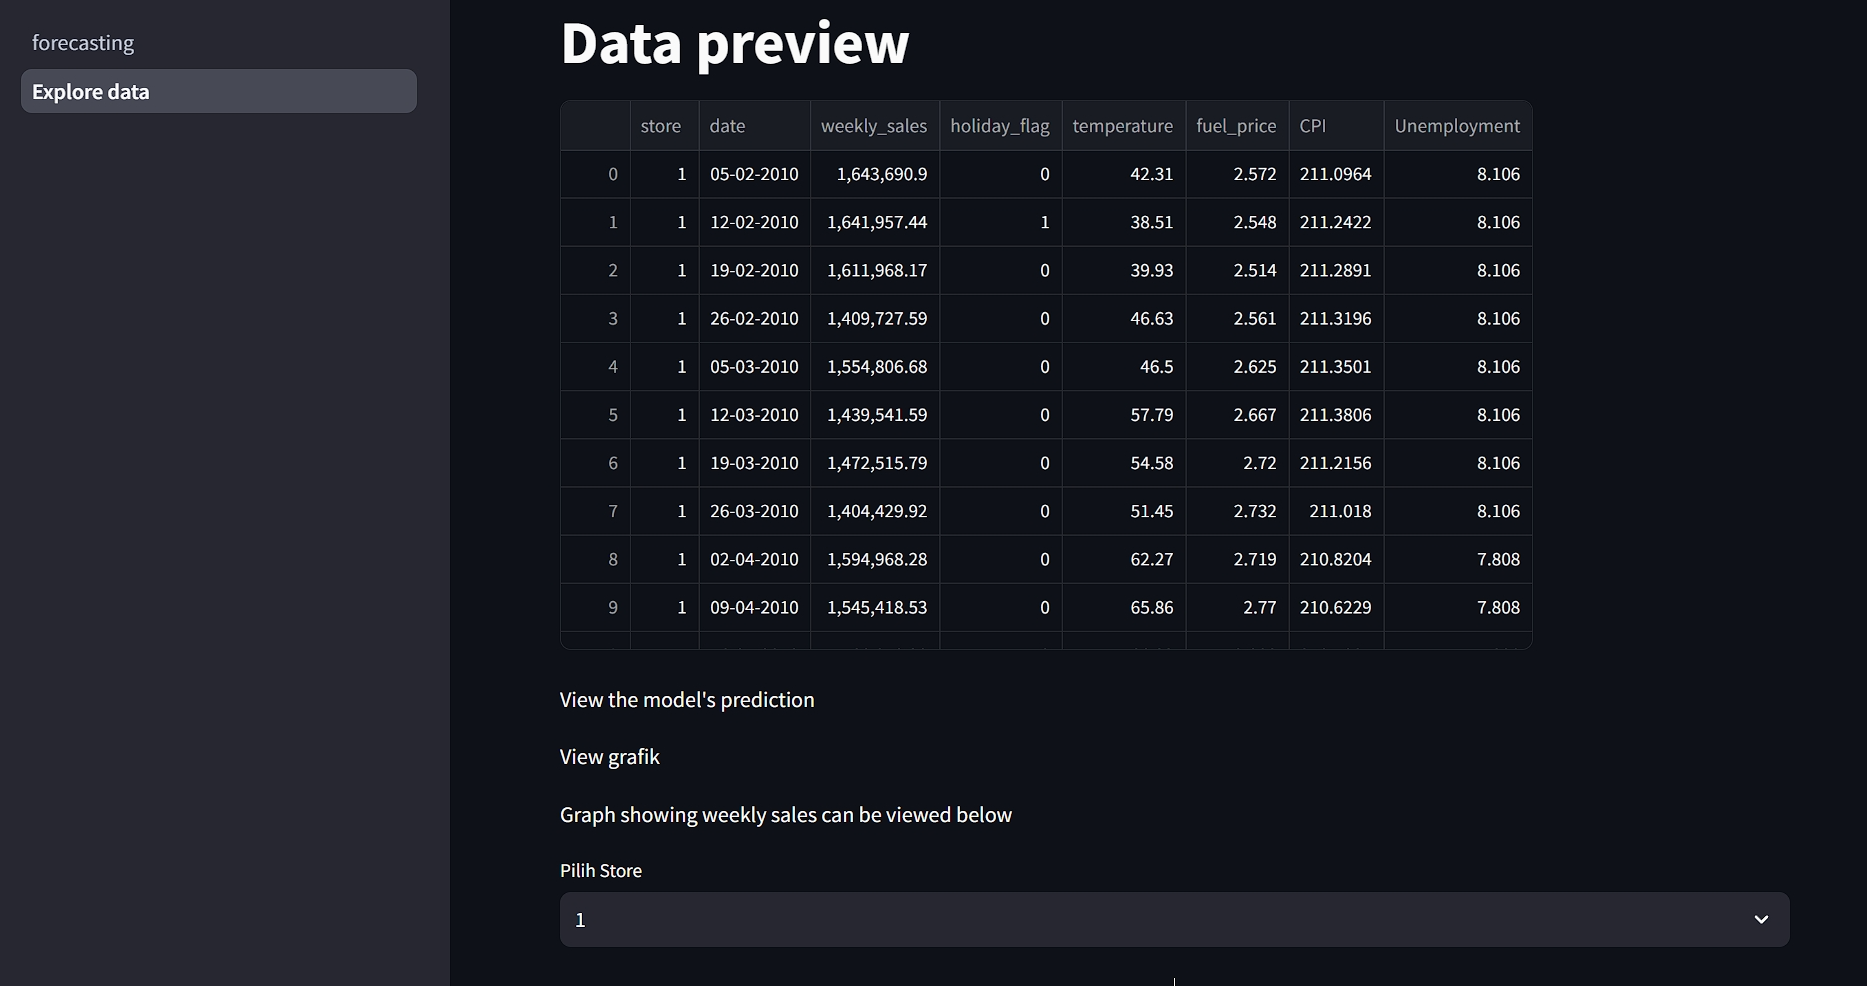 forecasting
Explore data
Data preview
store date weekly_sales holiday_flag temperature fuel_price CPI Unemployment
0 1 05-02-2010 1,643,690.9 0 42.31 2.572 211.0964 8.106
1 1 12-02-2010 1,641,957.44 1 38.51 2.548 211.2422 8.106
2 1 19-02-2010 1,611,968.17 0 39.93 2.514 211.2891 8.106
3 1 26-02-2010 1,409,727.59 0 46.63 2.561 211.3196 8.106
4 1 05-03-2010 1,554,806.68 0 46.5 2.625 211.3501 8.106
5 1 12-03-2010 1,439,541.59 0 57.79 2.667 211.3806 8.106
6 1 19-03-2010 1,472,515.79 0 54.58 2.72 211.2156 8.106
7 1 26-03-2010 1,404,429.92 0 51.45 2.732 211.018 8.106
8 1 02-04-2010 1,594,968.28 0 62.27 2.719 210.8204 7.808
9 1 09-04-2010 1,545,418.53 0 65.86 2.77 210.6229 7.808
View the model's prediction
View grafik
Graph showing weekly sales can be viewed below
Pilih Store
1